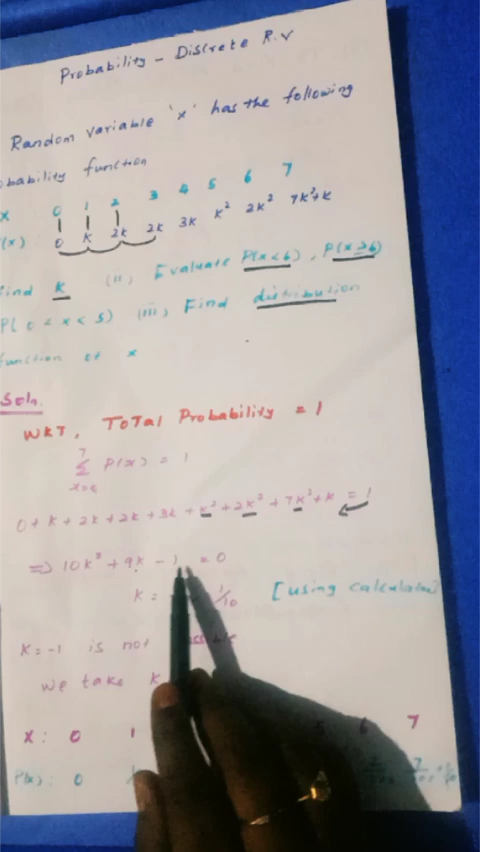 Probability - Discrete R.V
Random variable 'x' has the following
obability function
x 0 1 2 3 4 5 6 7
(x) 0 k 2k 2k 3k k² 2k² 7k²+k
find k (ii) Evaluate P(x<6), P(x≥6)
P(0<x<5) (iii) Find distribution
function of x
Soln.
WKT, Total Probability = 1
7
Σ P(x) = 1
x=0
0+k+2k+2k+3k+k²+2k²+7k²+k = 1
=> 10k² + 9k - 1 = 0
k = 1/10 [using calculator]
k=-1 is not
we take k
x: 0 1 6 7
P(x): 0